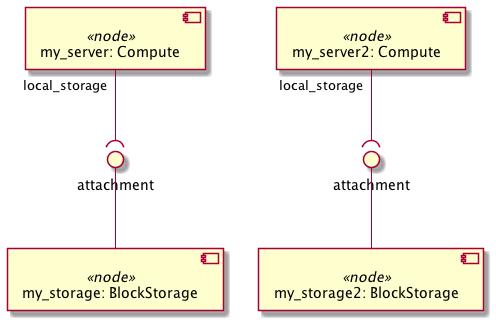 «node»
my_server: Compute
local_storage
attachment
«node»
my_storage: BlockStorage
«node»
my_server2: Compute
local_storage
attachment
«node»
my_storage2: BlockStorage